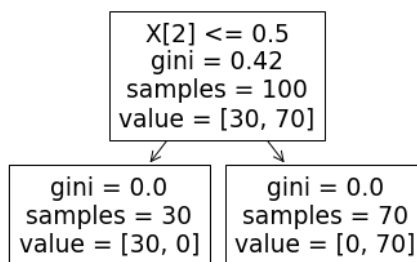 X[2] <= 0.5
gini = 0.42
samples = 100
value = [30, 70]
gini = 0.0
samples = 30
value = [30, 0]
gini = 0.0
samples = 70
value = [0, 70]